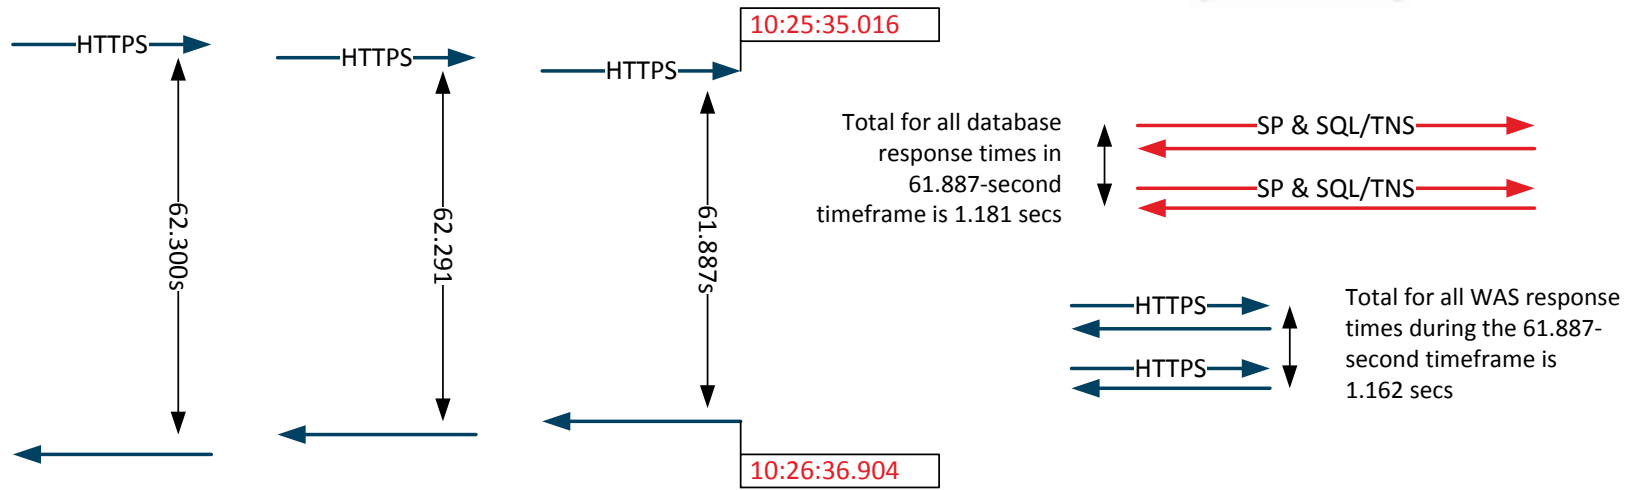 10:25:35.016
HTTPS
HTTPS
HTTPS
62.300s
62.291
61.887s
10:26:36.904
Total for all database
response times in
61.887-second
timeframe is 1.181 secs
SP & SQL/TNS
SP & SQL/TNS
HTTPS
HTTPS
Total for all WAS response
times during the 61.887-
second timeframe is
1.162 secs